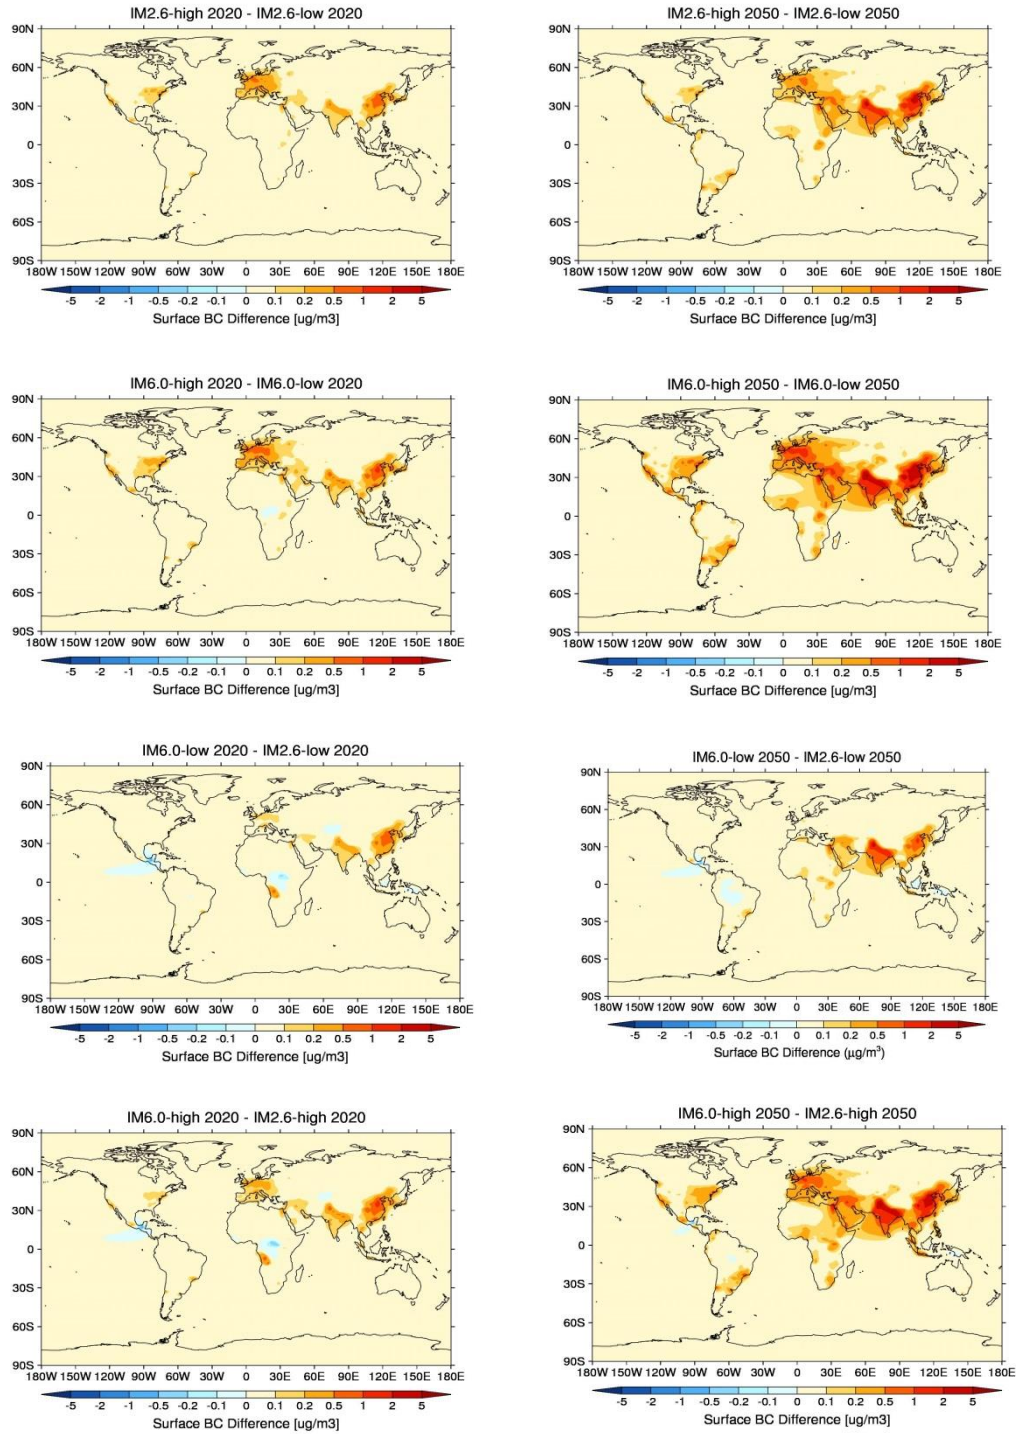 IM2.6-high 2020 - IM2.6-low 2020
90N
60N
30N
0
30S
60S
90S
180W 150W 120W 90W 60W 30W 0 30E 60E 90E 120E 150E 180E
-5 -2 -1 -0.5 -0.2 -0.1 0 0.1 0.2 0.5 1 2 5
Surface BC Difference [ug/m3]
IM2.6-high 2050 - IM2.6-low 2050
90N
60N
30N
0
30S
60S
90S
180W 150W 120W 90W 60W 30W 0 30E 60E 90E 120E 150E 180E
-5 -2 -1 -0.5 -0.2 -0.1 0 0.1 0.2 0.5 1 2 5
Surface BC Difference [ug/m3]
IM6.0-high 2020 - IM6.0-low 2020
90N
60N
30N
0
30S
60S
90S
180W 150W 120W 90W 60W 30W 0 30E 60E 90E 120E 150E 180E
-5 -2 -1 -0.5 -0.2 -0.1 0 0.1 0.2 0.5 1 2 5
Surface BC Difference [ug/m3]
IM6.0-high 2050 - IM6.0-low 2050
90N
60N
30N
0
30S
60S
90S
180W 150W 120W 90W 60W 30W 0 30E 60E 90E 120E 150E 180E
-5 -2 -1 -0.5 -0.2 -0.1 0 0.1 0.2 0.5 1 2 5
Surface BC Difference [ug/m3]
IM6.0-low 2020 - IM2.6-low 2020
90N
60N
30N
0
30S
60S
90S
180W 150W 120W 90W 60W 30W 0 30E 60E 90E 120E 150E 180E
-5 -2 -1 -0.5 -0.2 -0.1 0 0.1 0.2 0.5 1 2 5
Surface BC Difference [ug/m3]
IM6.0-low 2050 - IM2.6-low 2050
90N
60N
30N
0
30S
60S
90S
180W 150W 120W 90W 60W 30W 0 30E 60E 90E 120E 150E 180E
-5 -2 -1 -0.5 -0.2 -0.1 0 0.1 0.2 0.5 1 2 5
Surface BC Difference (μg/m³)
IM6.0-high 2020 - IM2.6-high 2020
90N
60N
30N
0
30S
60S
90S
180W 150W 120W 90W 60W 30W 0 30E 60E 90E 120E 150E 180E
-5 -2 -1 -0.5 -0.2 -0.1 0 0.1 0.2 0.5 1 2 5
Surface BC Difference [ug/m3]
IM6.0-high 2050 - IM2.6-high 2050
90N
60N
30N
0
30S
60S
90S
180W 150W 120W 90W 60W 30W 0 30E 60E 90E 120E 150E 180E
-5 -2 -1 -0.5 -0.2 -0.1 0 0.1 0.2 0.5 1 2 5
Surface BC Difference [ug/m3]